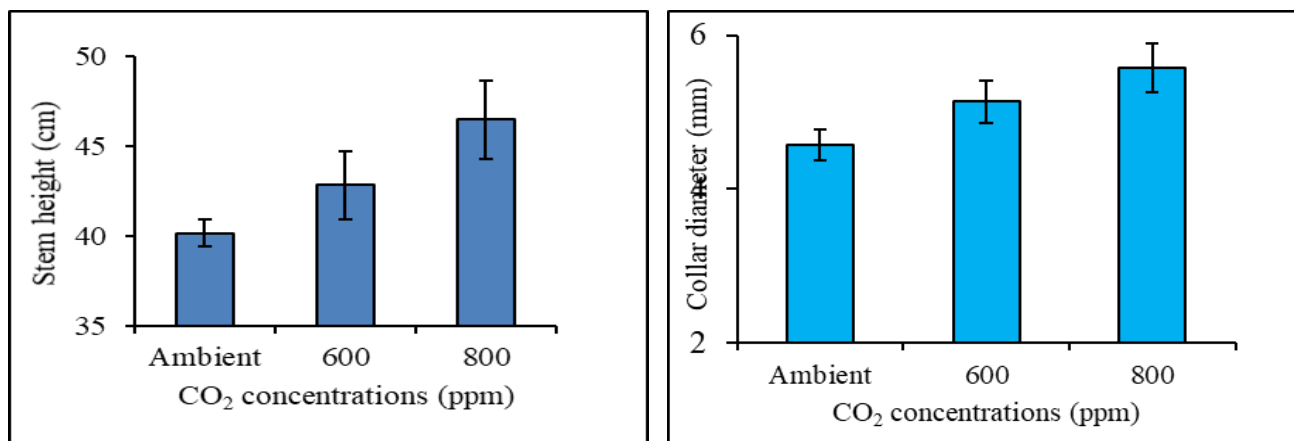 50
45
40
35
Stem height (cm)
Ambient 600 800
CO₂ concentrations (ppm)
6
4
2
Collar diameter (mm)
Ambient 600 800
CO₂ concentrations (ppm)